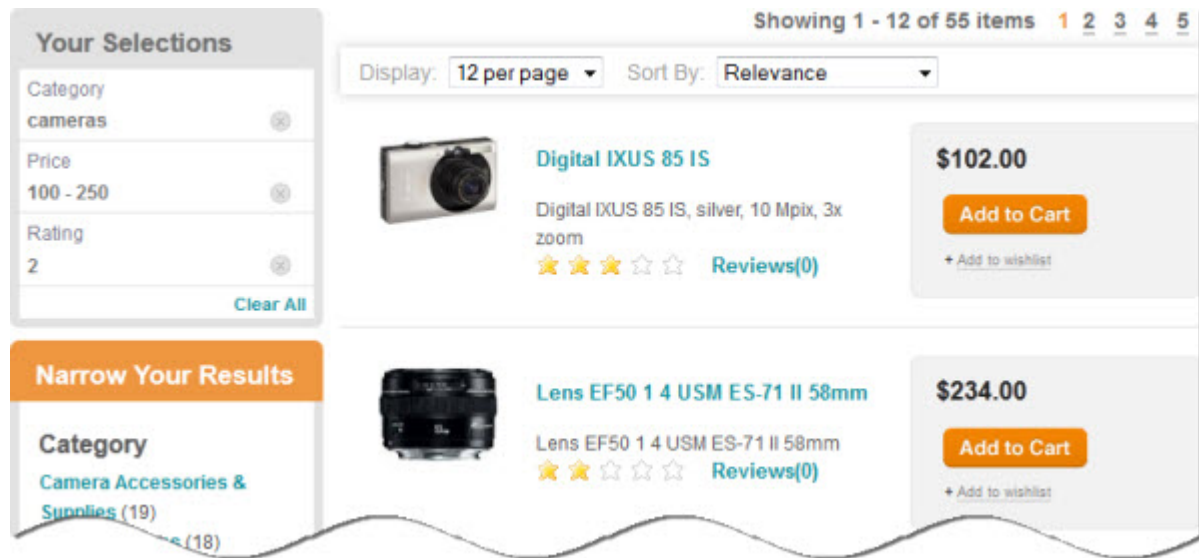 Showing 1 - 12 of 55 items 1 2 3 4 5
Your Selections
Category
cameras
Price
100 - 250
Rating
2
Clear All
Narrow Your Results
Category
Camera Accessories &
Supplies (19)
(18)
Display: 12 per page Sort By: Relevance
Digital IXUS 85 IS
Digital IXUS 85 IS, silver, 10 Mpix, 3x
zoom
Reviews(0)
$102.00
Add to Cart
+ Add to wishlist
Lens EF50 1 4 USM ES-71 II 58mm
Lens EF50 1 4 USM ES-71 II 58mm
Reviews(0)
$234.00
Add to Cart
+ Add to wishlist